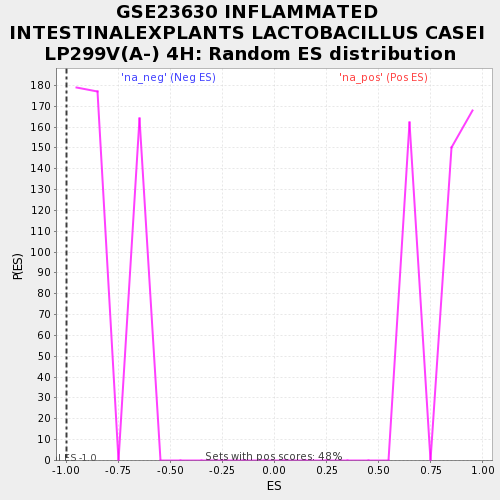 GSE23630 INFLAMMATED
INTESTINALEXPLANTS LACTOBACILLUS CASEI
LP299V(A-) 4H: Random ES distribution
'na_neg' (Neg ES) 'na_pos' (Pos ES)
180
170
160
150
140
130
120
110
100
90
80
70
60
50
40
30
20
10
0
P(ES)
ES -1.0 Sets with pos scores: 48%
-1.00 -0.75 -0.50 -0.25 0.00 0.25 0.50 0.75 1.00
ES